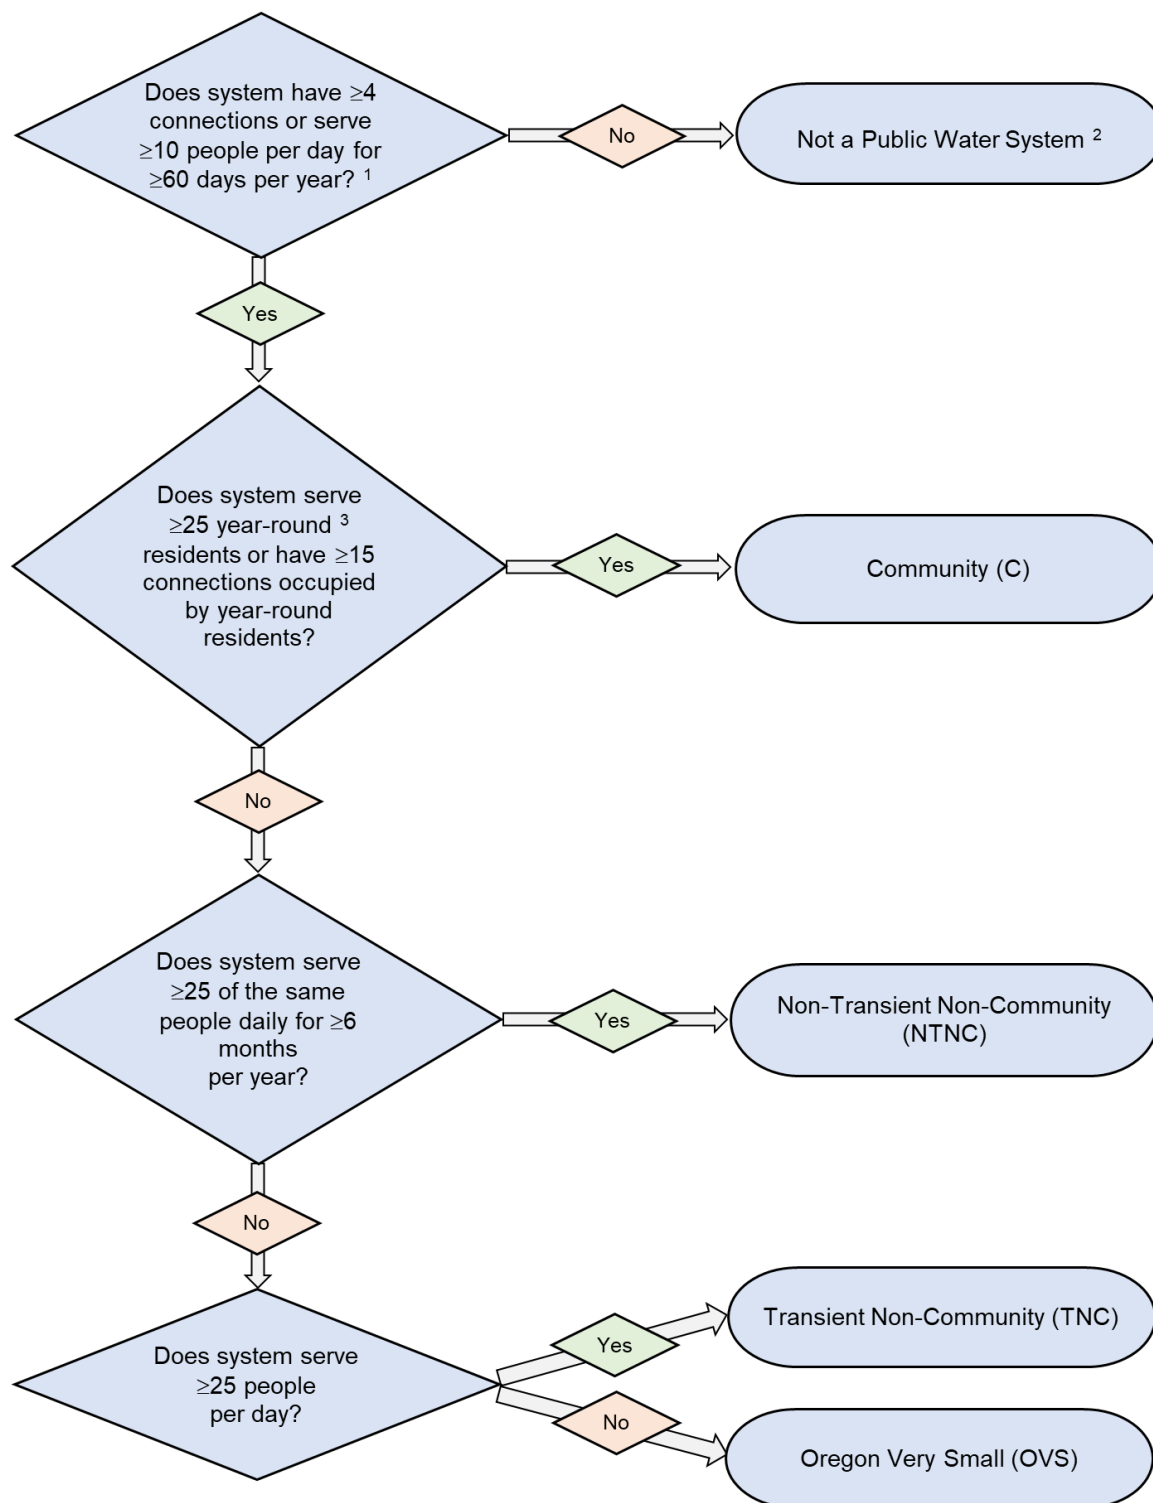 Does system have ≥4
connections or serve
≥10 people per day for
≥60 days per year? ¹
No
Not a Public Water System ²
Yes
Does system serve
≥25 year-round ³
residents or have ≥15
connections occupied
by year-round
residents?
Yes
Community (C)
No
Does system serve
≥25 of the same
people daily for ≥6
months
per year?
Yes
Non-Transient Non-Community
(NTNC)
No
Does system serve
≥25 people
per day?
Yes
Transient Non-Community (TNC)
No
Oregon Very Small (OVS)